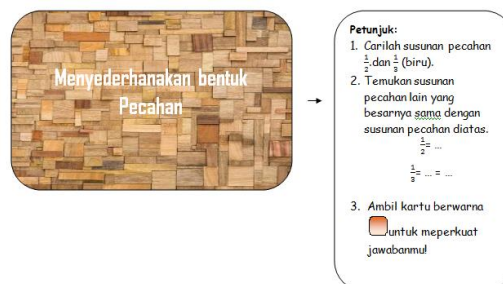 Menyederhanakan bentuk
Pecahan
Petunjuk:
1. Carilah susunan pecahan
1/2 dan 1/3 (biru).
2. Temukan susunan
pecahan lain yang
besarnya sama dengan
susunan pecahan diatas.
1/2= ...
1/3= ... = ...
3. Ambil kartu berwarna
untuk meperkuat
jawabanmu!